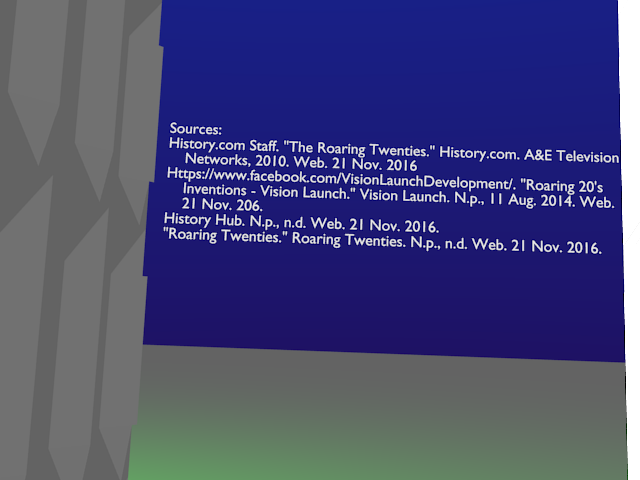 Sources:
History.com Staff. "The Roaring Twenties." History.com. A&E Television
Networks, 2010. Web. 21 Nov. 2016
Https://www.facebook.com/VisionLaunchDevelopment/. "Roaring 20's
Inventions - Vision Launch." Vision Launch. N.p., 11 Aug. 2014. Web.
21 Nov. 206.
History Hub. N.p., n.d. Web. 21 Nov. 2016.
"Roaring Twenties." Roaring Twenties. N.p., n.d. Web. 21 Nov. 2016.